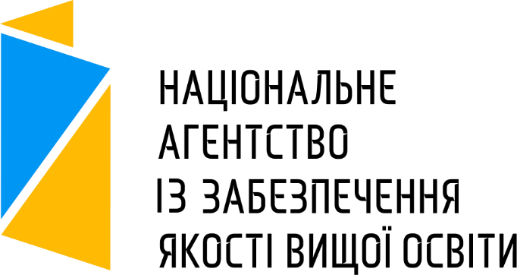 НАЦІОНАЛЬНЕ
АГЕНТСТВО
ІЗ ЗАБЕЗПЕЧЕННЯ
ЯКОСТІ ВИЩОЇ ОСВІТИ